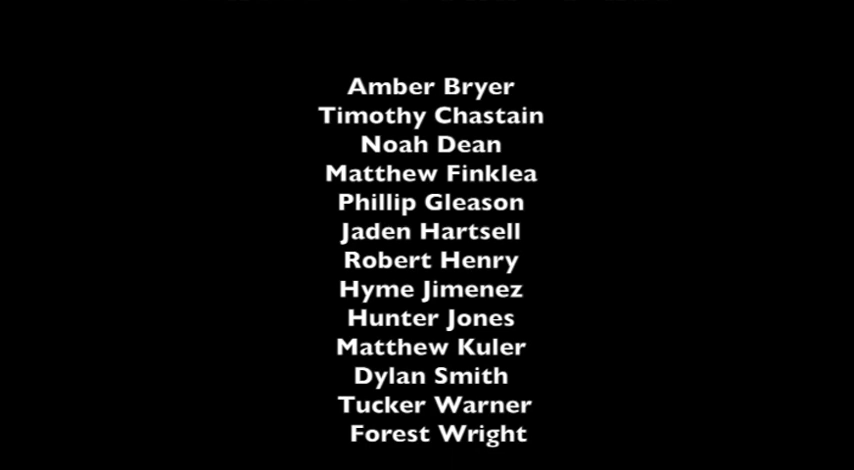 Amber Bryer
Timothy Chastain
Noah Dean
Matthew Finklea
Phillip Gleason
Jaden Hartsell
Robert Henry
Hyme Jimenez
Hunter Jones
Matthew Kuler
Dylan Smith
Tucker Warner
Forest Wright